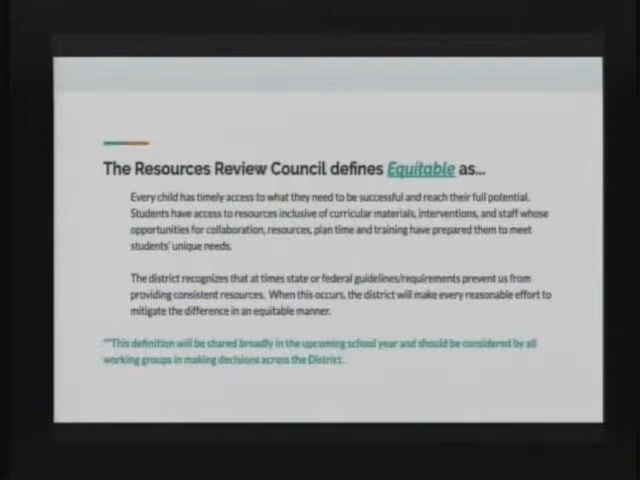 The Resources Review Council defines Equitable as...
Every child has timely access to what they need to be successful and reach their full potential.
Students have access to resources inclusive of curricular materials, interventions, and staff whose
opportunities for collaboration, resources, plan time and training have prepared them to meet
students' unique needs.
The district recognizes that at times state or federal guidelines/requirements prevent us from
providing consistent resources. When this occurs, the district will make every reasonable effort to
mitigate the difference in an equitable manner.
**This definition will be shared broadly in the upcoming school year and should be considered by all
working groups in making decisions across the District.